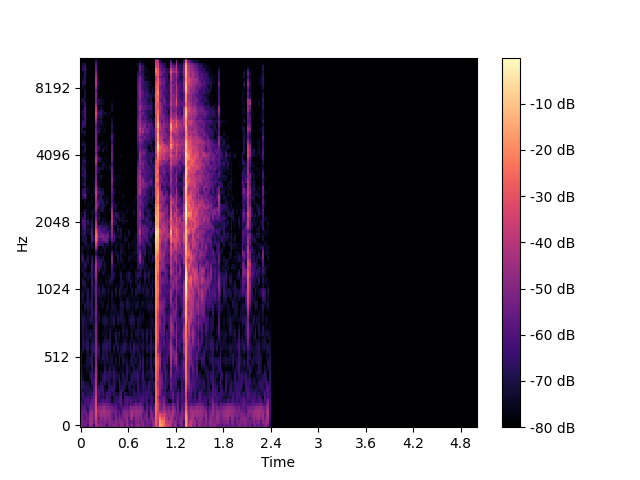 8192
4096
2048
1024
512
0
Hz
0 0.6 1.2 1.8 2.4 3 3.6 4.2 4.8
Time
-10 dB
-20 dB
-30 dB
-40 dB
-50 dB
-60 dB
-70 dB
-80 dB